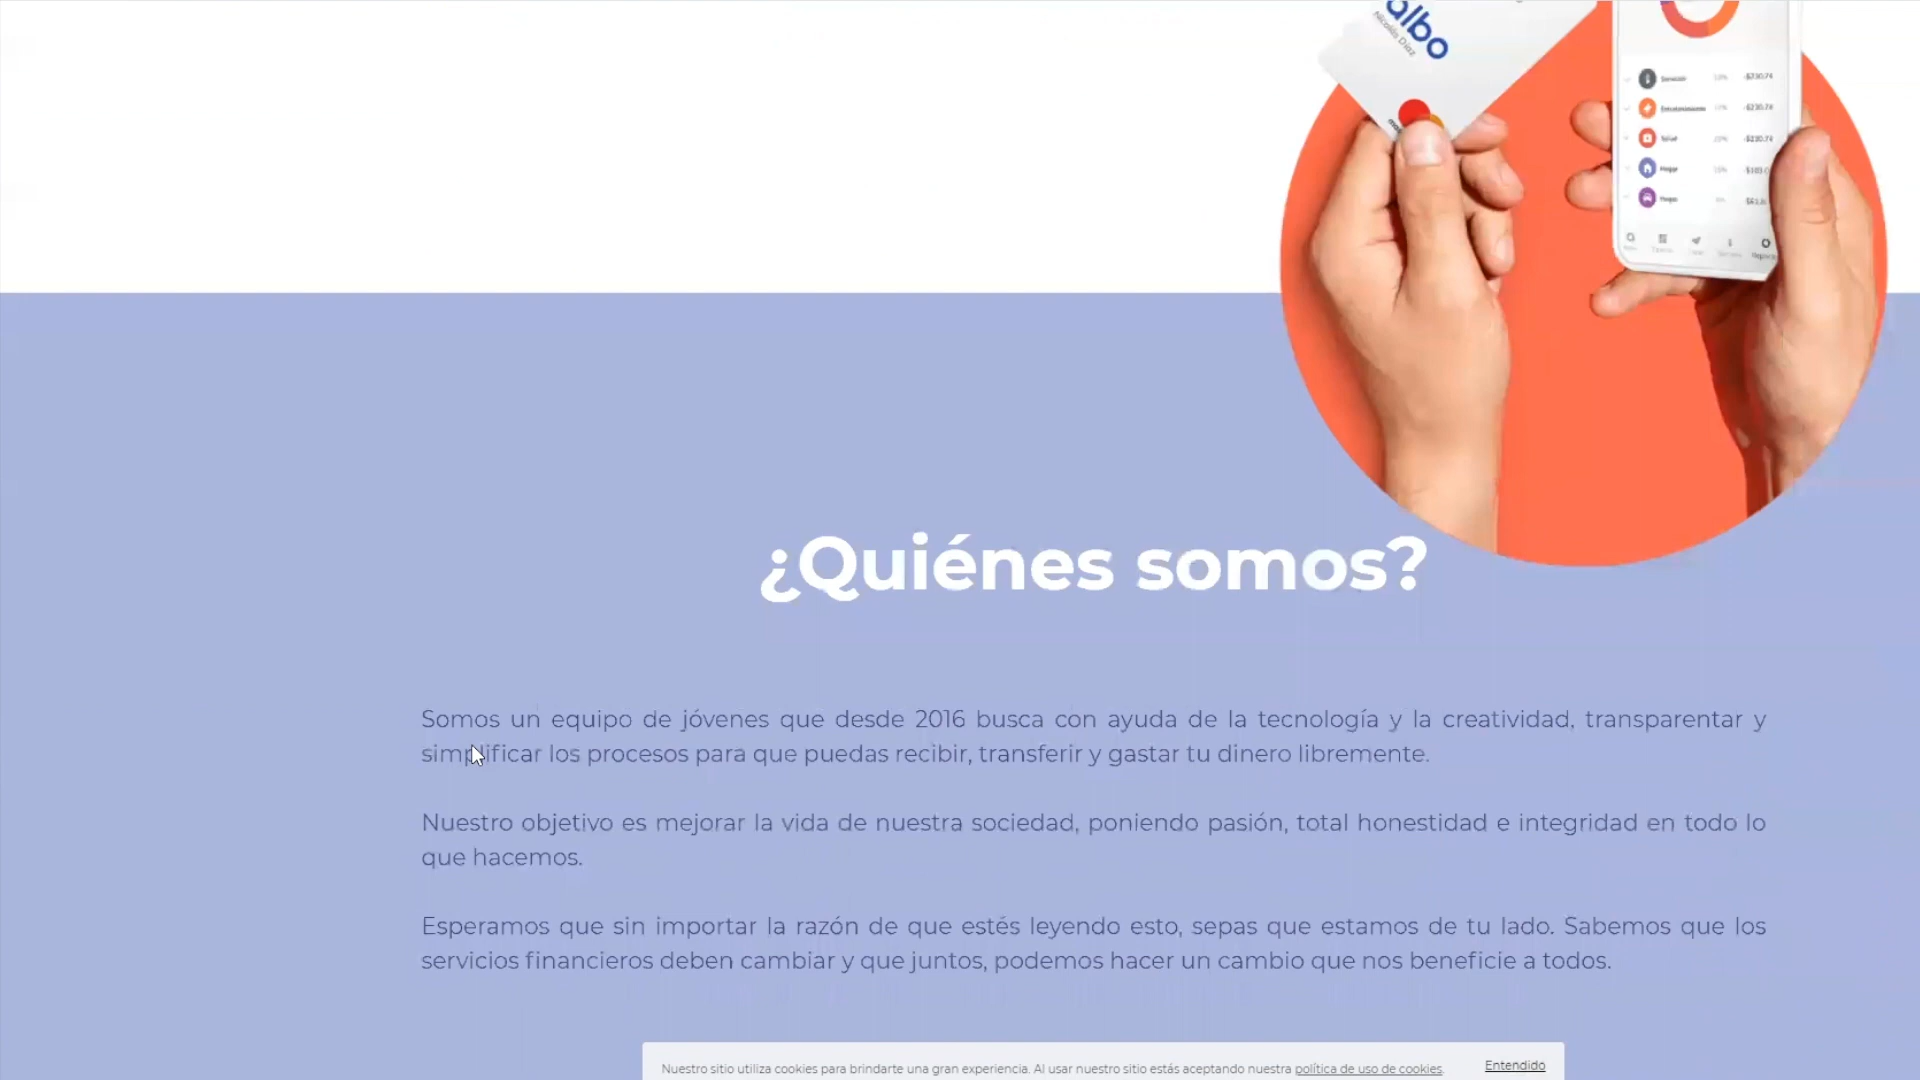 albo
Nicolás Díaz
¿Quiénes somos?
Somos un equipo de jóvenes que desde 2016 busca con ayuda de la tecnología y la creatividad, transparentar y
simplificar los procesos para que puedas recibir, transferir y gastar tu dinero libremente.
Nuestro objetivo es mejorar la vida de nuestra sociedad, poniendo pasión, total honestidad e integridad en todo lo
que hacemos.
Esperamos que sin importar la razón de que estés leyendo esto, sepas que estamos de tu lado. Sabemos que los
servicios financieros deben cambiar y que juntos, podemos hacer un cambio que nos beneficie a todos.
Nuestro sitio utiliza cookies para brindarte una gran experiencia. Al usar nuestro sitio estás aceptando nuestra política de uso de cookies. Entendido